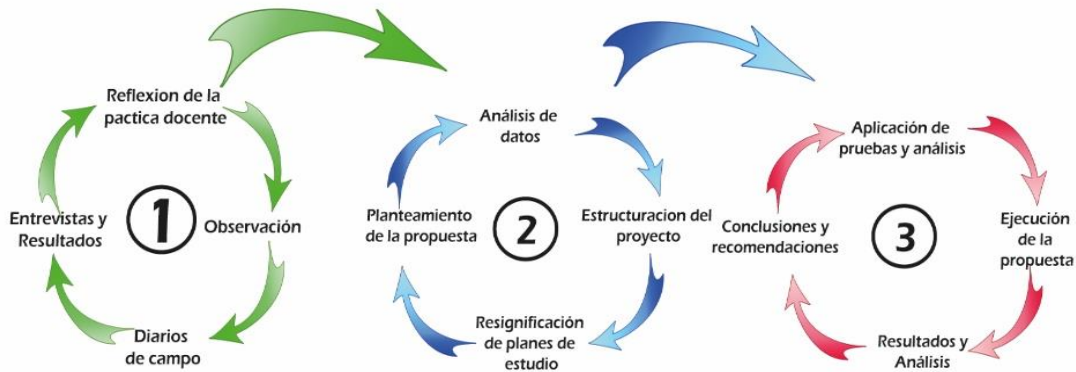 Reflexion de la
pactica docente
Observación
Diarios
de campo
Entrevistas y
Resultados
1
Análisis de
datos
Estructuracion del
proyecto
Resignificación
de planes de
estudio
Planteamiento
de la propuesta
2
Aplicación de
pruebas y análisis
Ejecución
de la
propuesta
Resultados y
Análisis
Conclusiones y
recomendaciones
3